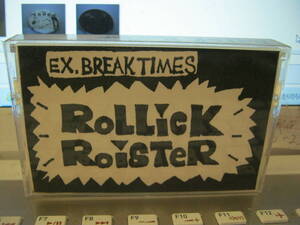 EX. BREAKTIMES
RoLLiCK
RoiSTeR
F7
F8
F9
F10
F11
F12